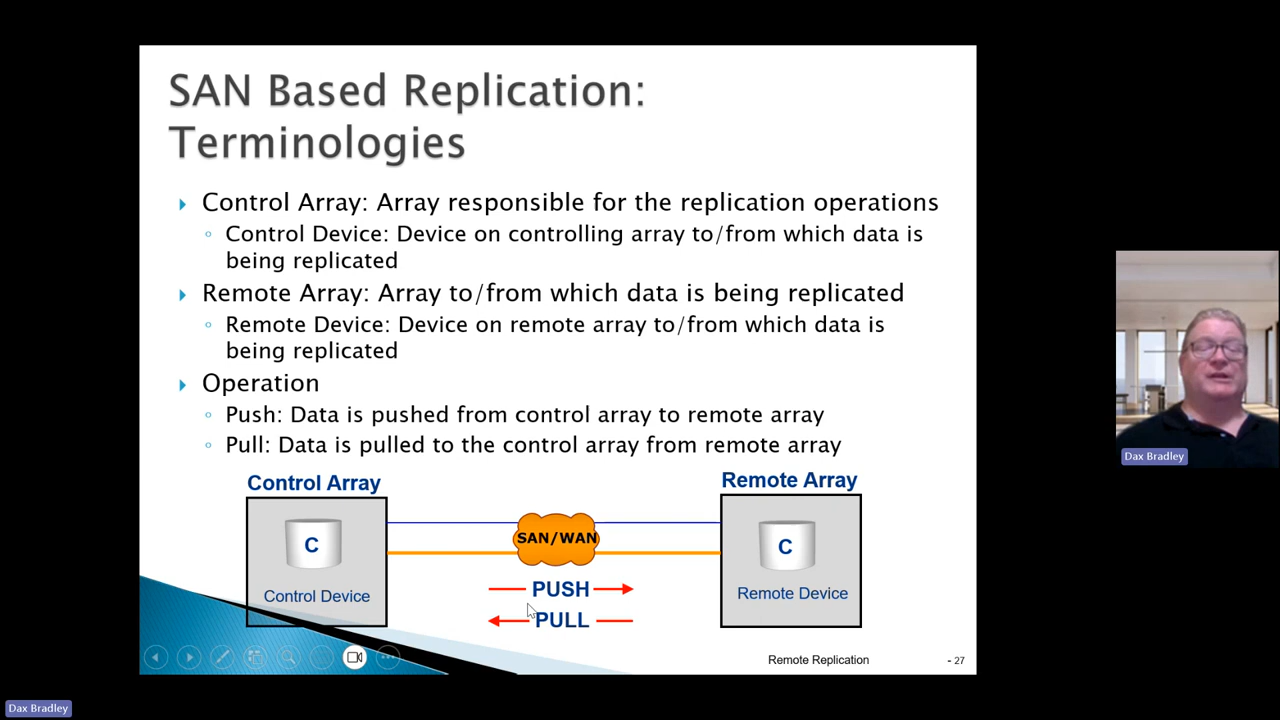 SAN Based Replication:
Terminologies
Control Array: Array responsible for the replication operations
Control Device: Device on controlling array to/from which data is
being replicated
Remote Array: Array to/from which data is being replicated
Remote Device: Device on remote array to/from which data is
being replicated
Operation
Push: Data is pushed from control array to remote array
Pull: Data is pulled to the control array from remote array
Control Array
Remote Array
C
SAN/WAN
C
Control Device
PUSH
Remote Device
PULL
Remote Replication
- 27
Dax Bradley
Dax Bradley